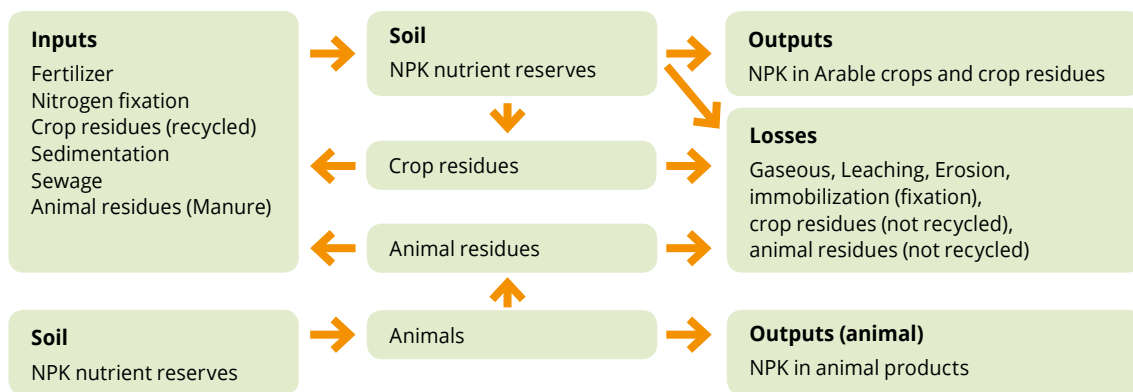 Inputs
Fertilizer
Nitrogen fixation
Crop residues (recycled)
Sedimentation
Sewage
Animal residues (Manure)
Soil
NPK nutrient reserves
Outputs
NPK in Arable crops and crop residues
Crop residues
Losses
Gaseous, Leaching, Erosion,
immobilization (fixation),
crop residues (not recycled),
animal residues (not recycled)
Animal residues
Soil
NPK nutrient reserves
Animals
Outputs (animal)
NPK in animal products